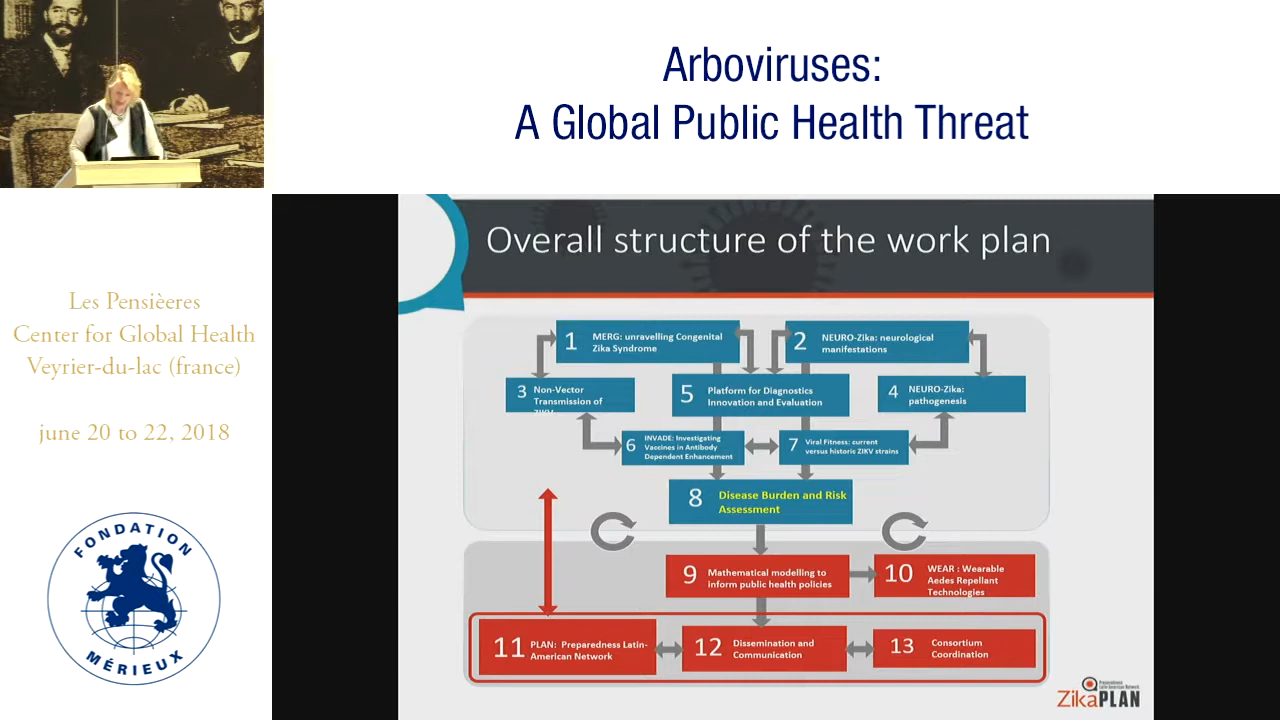 Arboviruses:
A Global Public Health Threat
Les Pensièeres
Center for Global Health
Veyrier-du-lac (france)
june 20 to 22, 2018
FONDATION
MÉRIEUX
Overall structure of the work plan
1 MERG: unravelling Congenital
Zika Syndrome
2 NEURO-Zika: neurological
manifestations
3 Non-Vector
Transmission of
ZIKV
5 Platform for Diagnostics
Innovation and Evaluation
4 NEURO-Zika:
pathogenesis
6 INVADE: Investigating
Vaccines in Antibody
Dependent Enhancement
7 Viral Fitness: current
versus historic ZIKV strains
8 Disease Burden and Risk
Assessment
9 Mathematical modelling to
inform public health policies
10 WEAR : Wearable
Aedes Repellant
Technologies
11 PLAN: Preparedness Latin-
American Network
12 Dissemination and
Communication
13 Consortium
Coordination
Preparedness
Latin American Network
ZikaPLAN